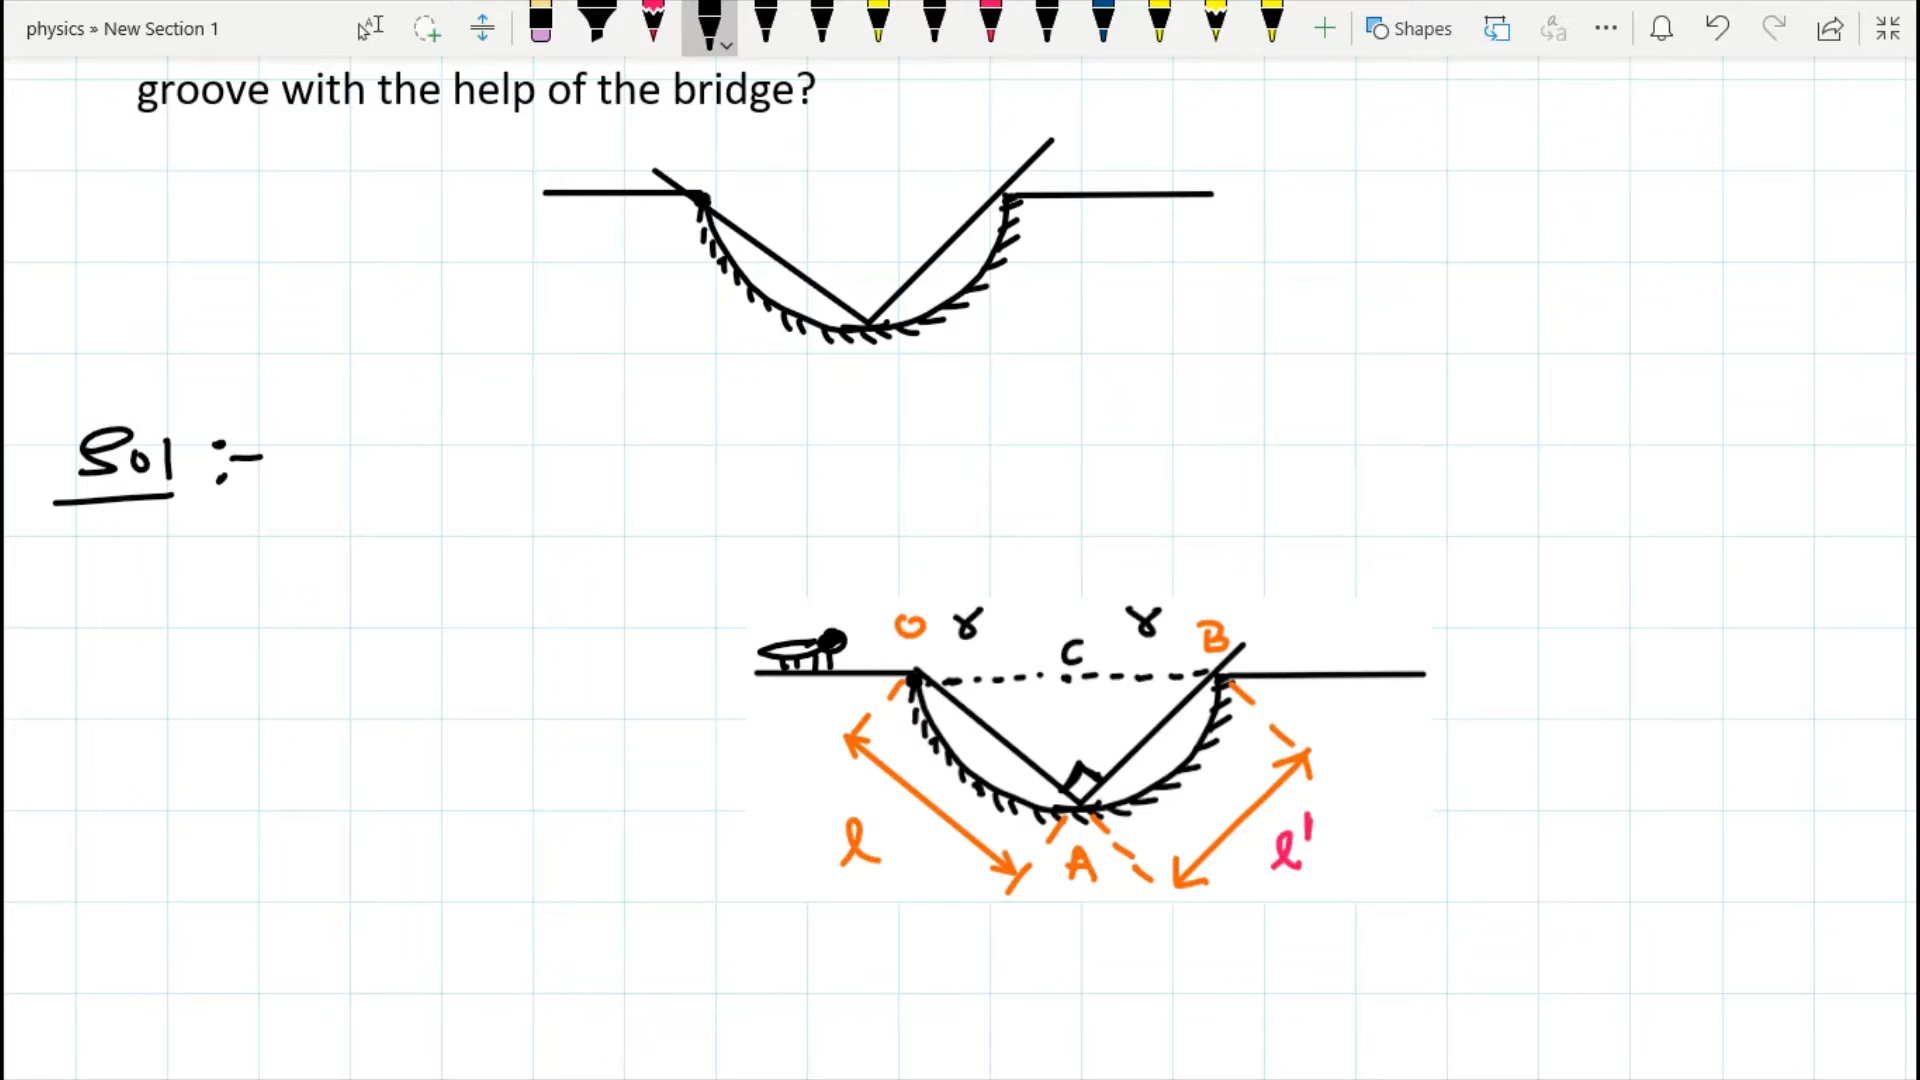 physics » New Section 1
Shapes
groove with the help of the bridge?
Sol :-
O r r B
C
l A l'